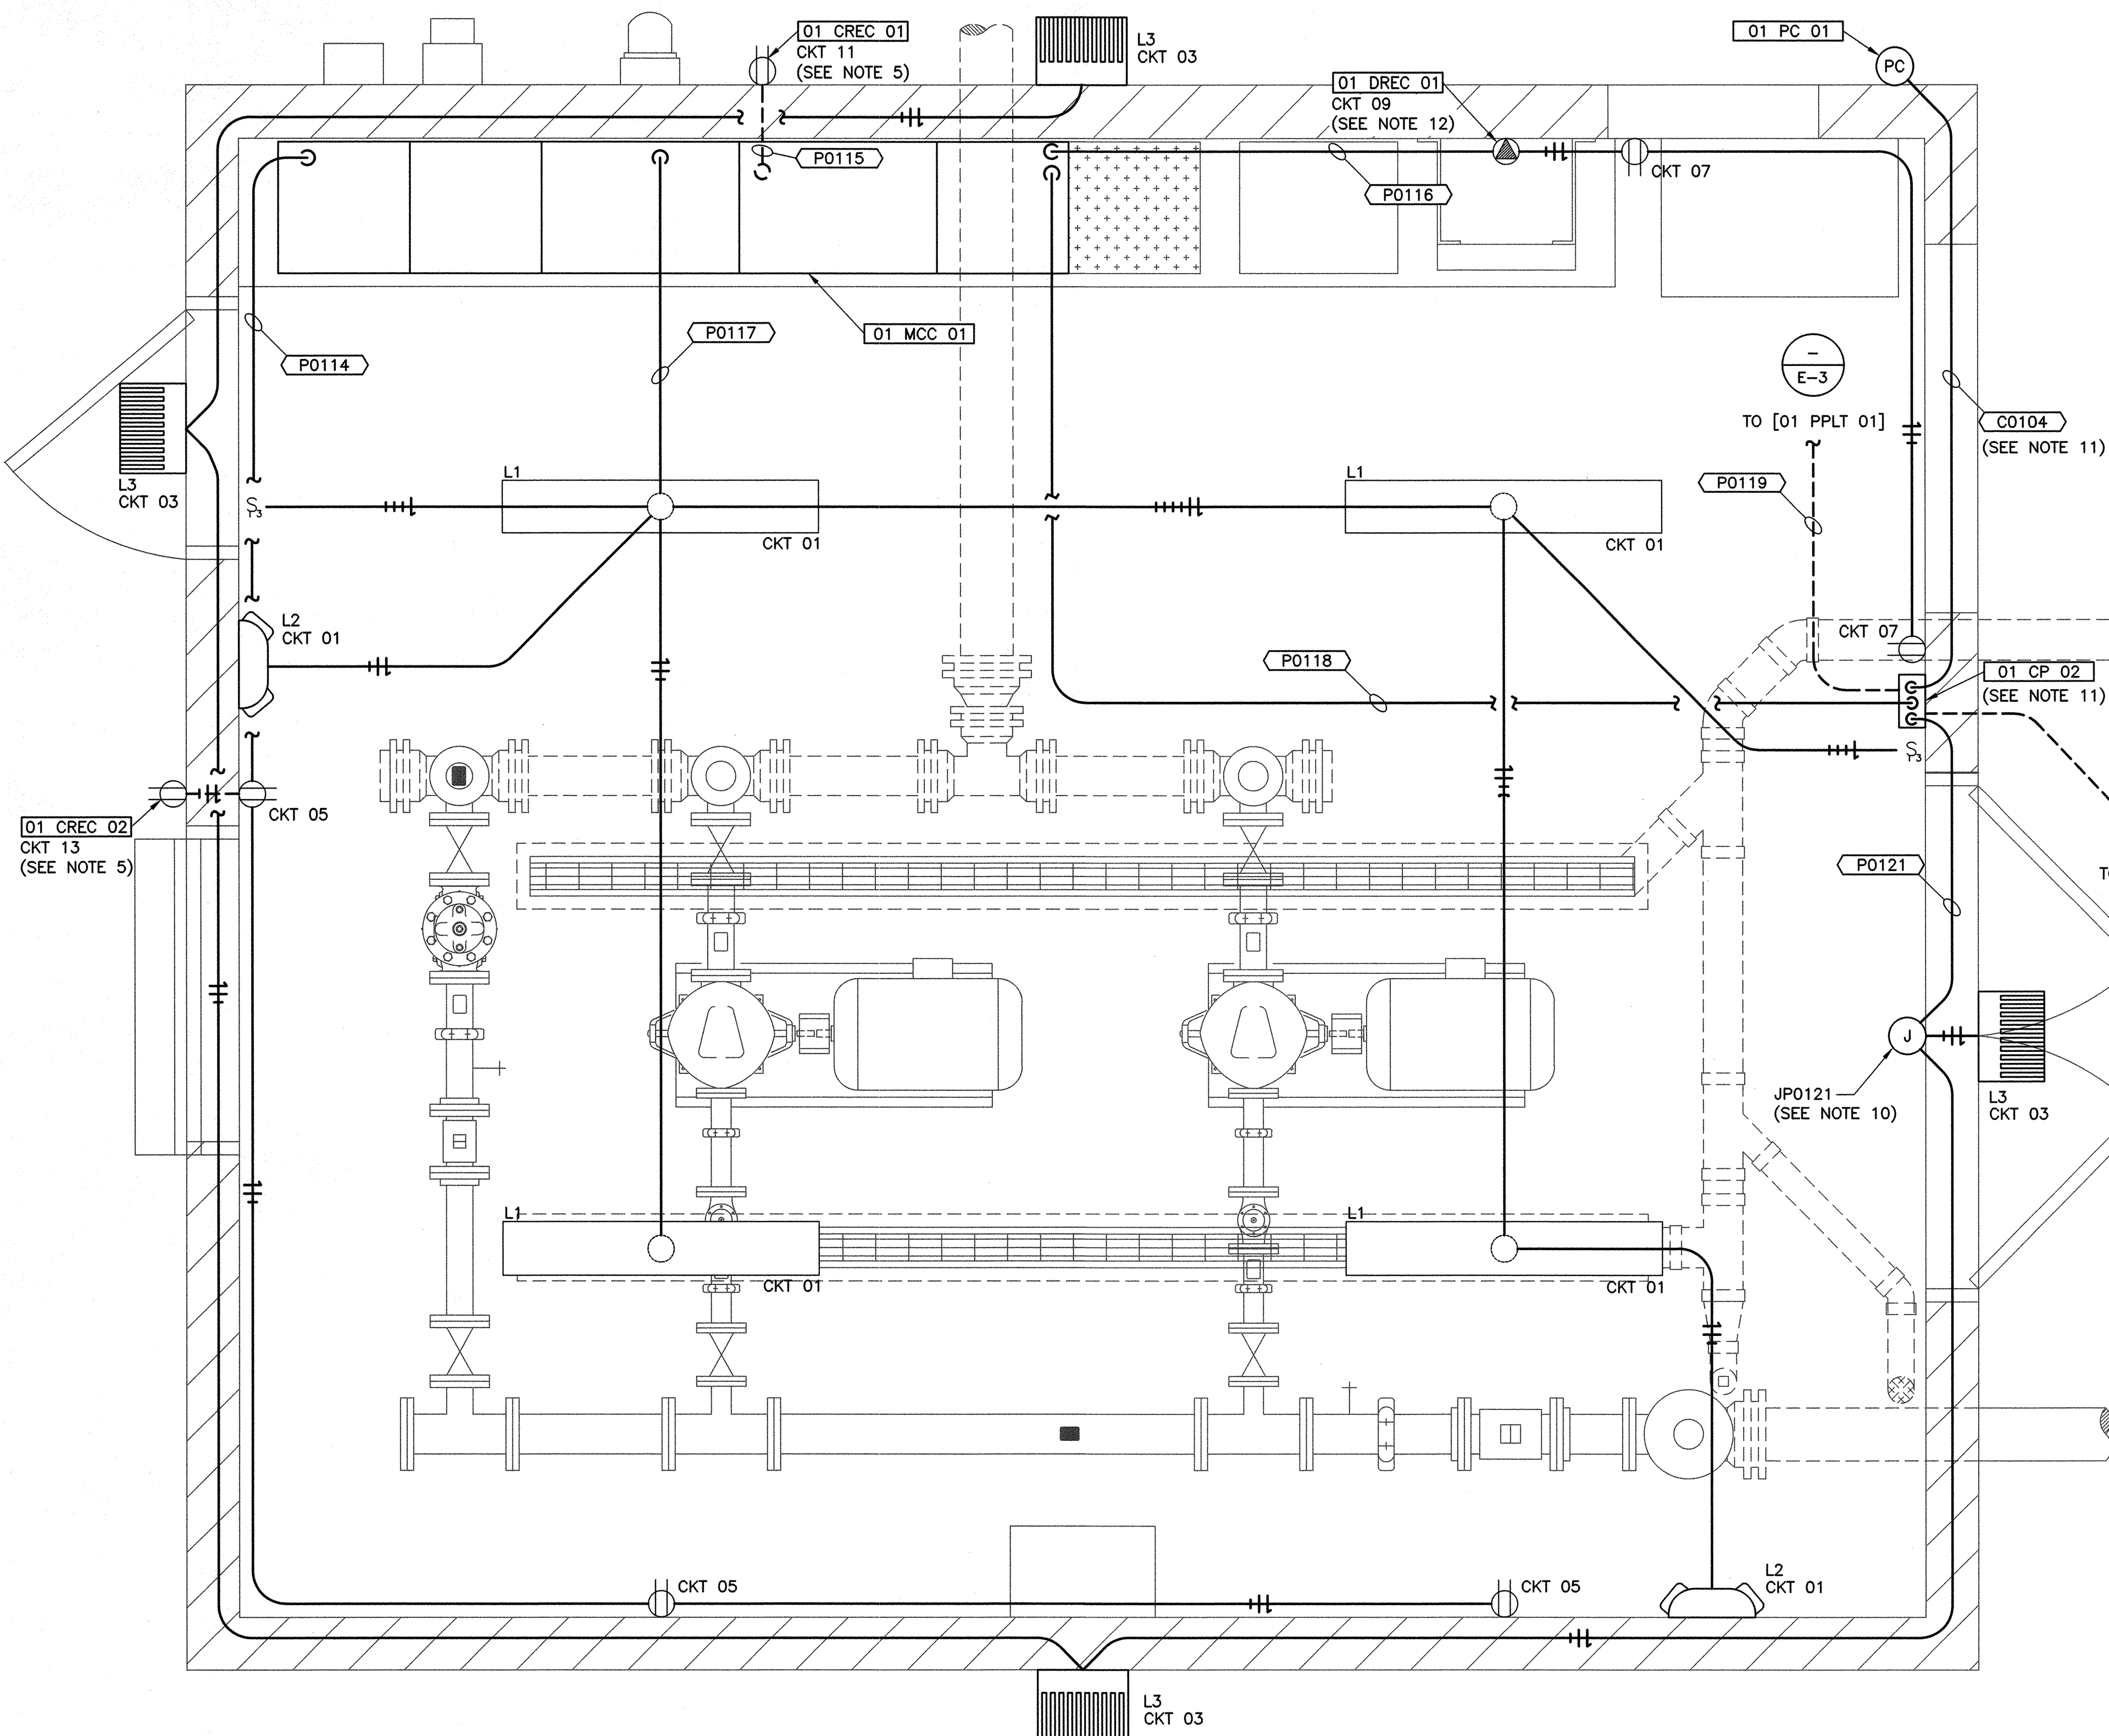 01 CREC 01
CKT 11
(SEE NOTE 5)
L3
CKT 03
01 PC 01
PC
01 DREC 01
CKT 09
(SEE NOTE 12)
P0115
CKT 07
P0116
P0117
01 MCC 01
P0114
-
E-3
TO [01 PPLT 01]
C0104
(SEE NOTE 11)
L3
CKT 03
L1
L1
P0119
S
T3
CKT 01
CKT 01
L2
CKT 01
CKT 07
P0118
01 CP 02
(SEE NOTE 11)
S
T3
CKT 05
01 CREC 02
CKT 13
(SEE NOTE 5)
P0121
J
JP0121
(SEE NOTE 10)
L3
CKT 03
L1
L1
CKT 01
CKT 01
CKT 05
CKT 05
L2
CKT 01
L3
CKT 03